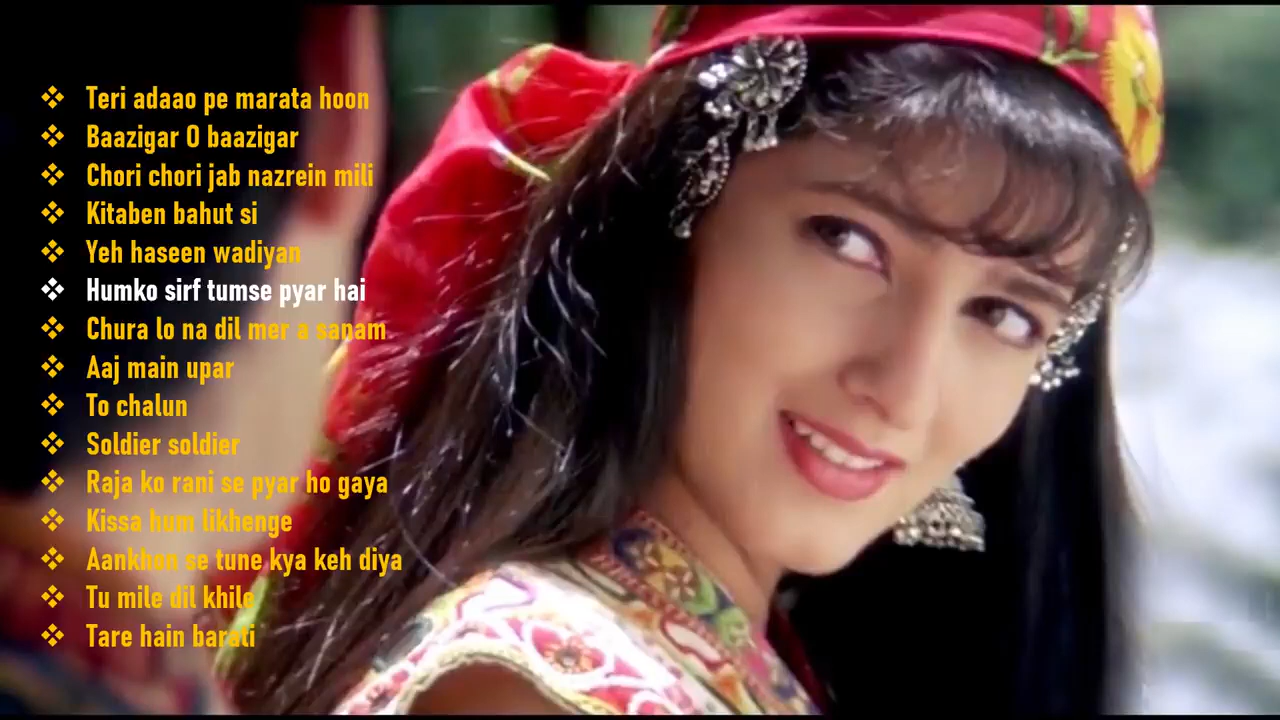 Teri adaao pe marata hoon
Baazigar O baazigar
Chori chori jab nazrein mili
Kitaben bahut si
Yeh haseen wadiyan
Humko sirf tumse pyar hai
Chura lo na dil mer a sanam
Aaj main upar
To chalun
Soldier soldier
Raja ko rani se pyar ho gaya
Kissa hum likhenge
Aankhon se tune kya keh diya
Tu mile dil khile
Tare hain barati